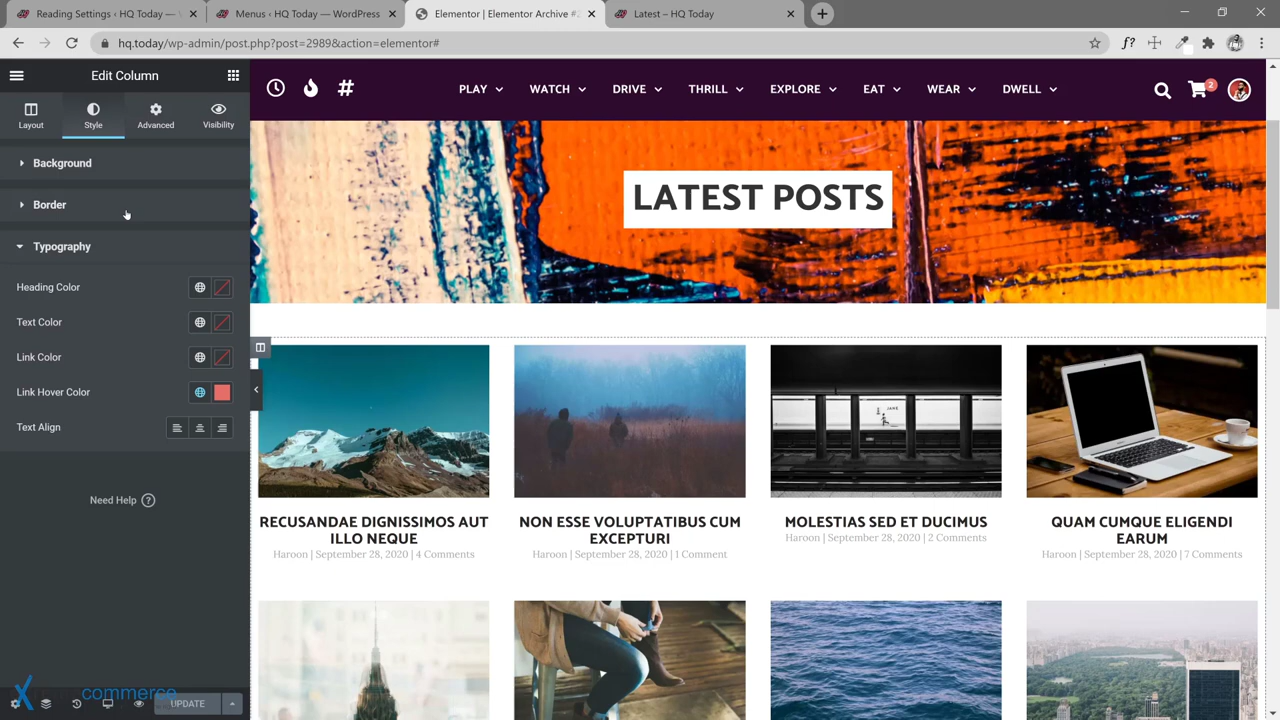 Reading Settings ‹ HQ Today — W
Menus ‹ HQ Today — WordPress
Elementor | Elementor Archive #2
Latest – HQ Today
hq.today/wp-admin/post.php?post=2989&action=elementor#
Edit Column
Layout
Style
Advanced
Visibility
Background
Border
Typography
Heading Color
Text Color
Link Color
Link Hover Color
Text Align
Need Help
commerce
UPDATE
PLAY WATCH DRIVE THRILL EXPLORE EAT WEAR DWELL
2
LATEST POSTS
JANE
RECUSANDAE DIGNISSIMOS AUT
ILLO NEQUE
Haroon | September 28, 2020 | 4 Comments
NON ESSE VOLUPTATIBUS CUM
EXCEPTURI
Haroon | September 28, 2020 | 1 Comment
MOLESTIAS SED ET DUCIMUS
Haroon | September 28, 2020 | 2 Comments
QUAM CUMQUE ELIGENDI
EARUM
Haroon | September 28, 2020 | 7 Comments